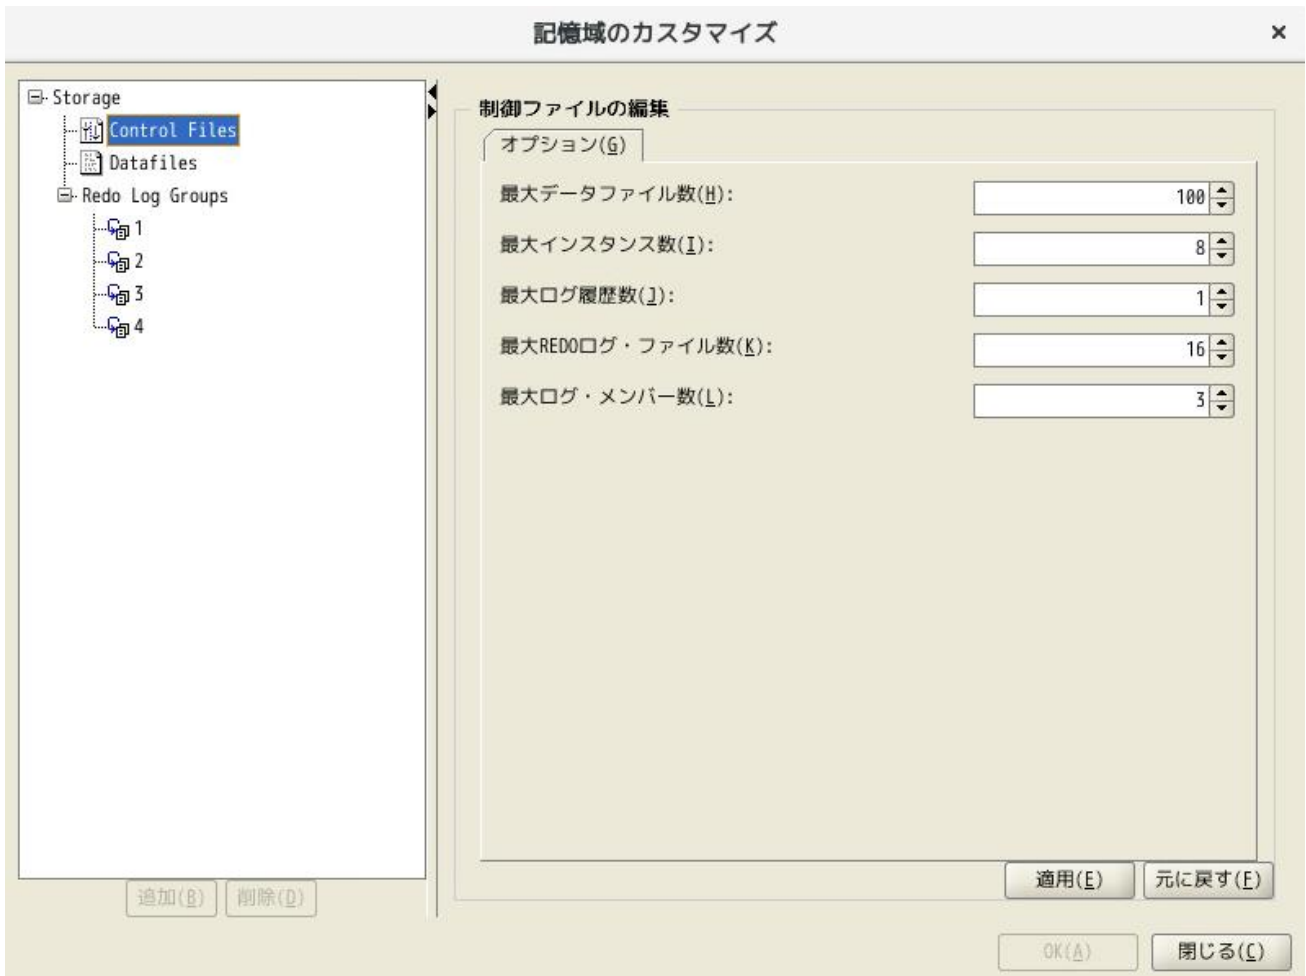 記憶域のカスタマイズ
Storage
Control Files
Datafiles
Redo Log Groups
1
2
3
4
追加(B)
削除(D)
制御ファイルの編集
オプション(G)
最大データファイル数(H): 100
最大インスタンス数(I): 8
最大ログ履歴数(J): 1
最大REDOログ・ファイル数(K): 16
最大ログ・メンバー数(L): 3
適用(E)
元に戻す(F)
OK(A)
閉じる(C)